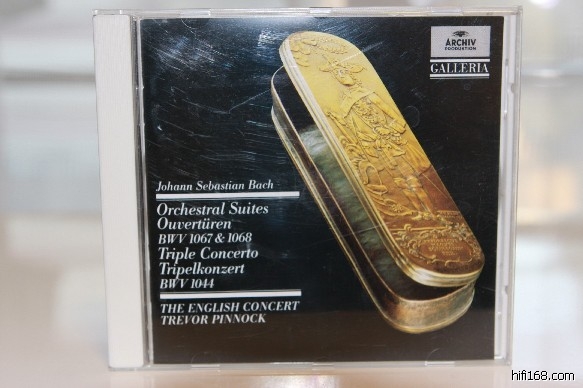 ARCHIV
PRODUKTION
GALLERIA
Johann Sebastian Bach
Orchestral Suites
Ouvertüren
BWV 1067 & 1068
Triple Concerto
Tripelkonzert
BWV 1044
THE ENGLISH CONCERT
TREVOR PINNOCK
hifi168.com